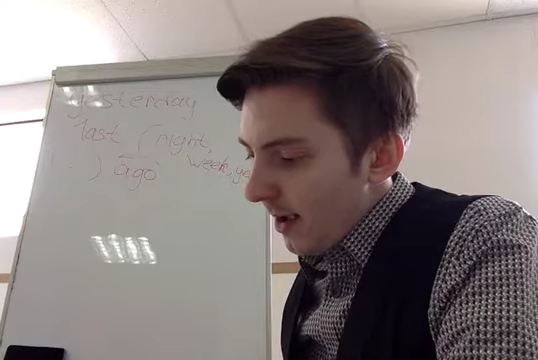 yesterday
last (night,
week, ye
) ago